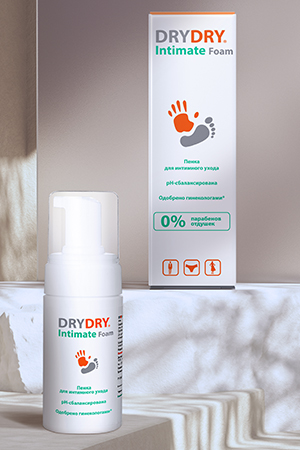 DRYDRY®
Intimate Foam
Пенка
для интимного ухода
pH-сбалансирована
Одобрено гинекологами*
0% парабенов
отдушек
DRYDRY®
Intimate Foam
Пенка
для интимного ухода
pH-сбалансирована
Одобрено гинекологами*